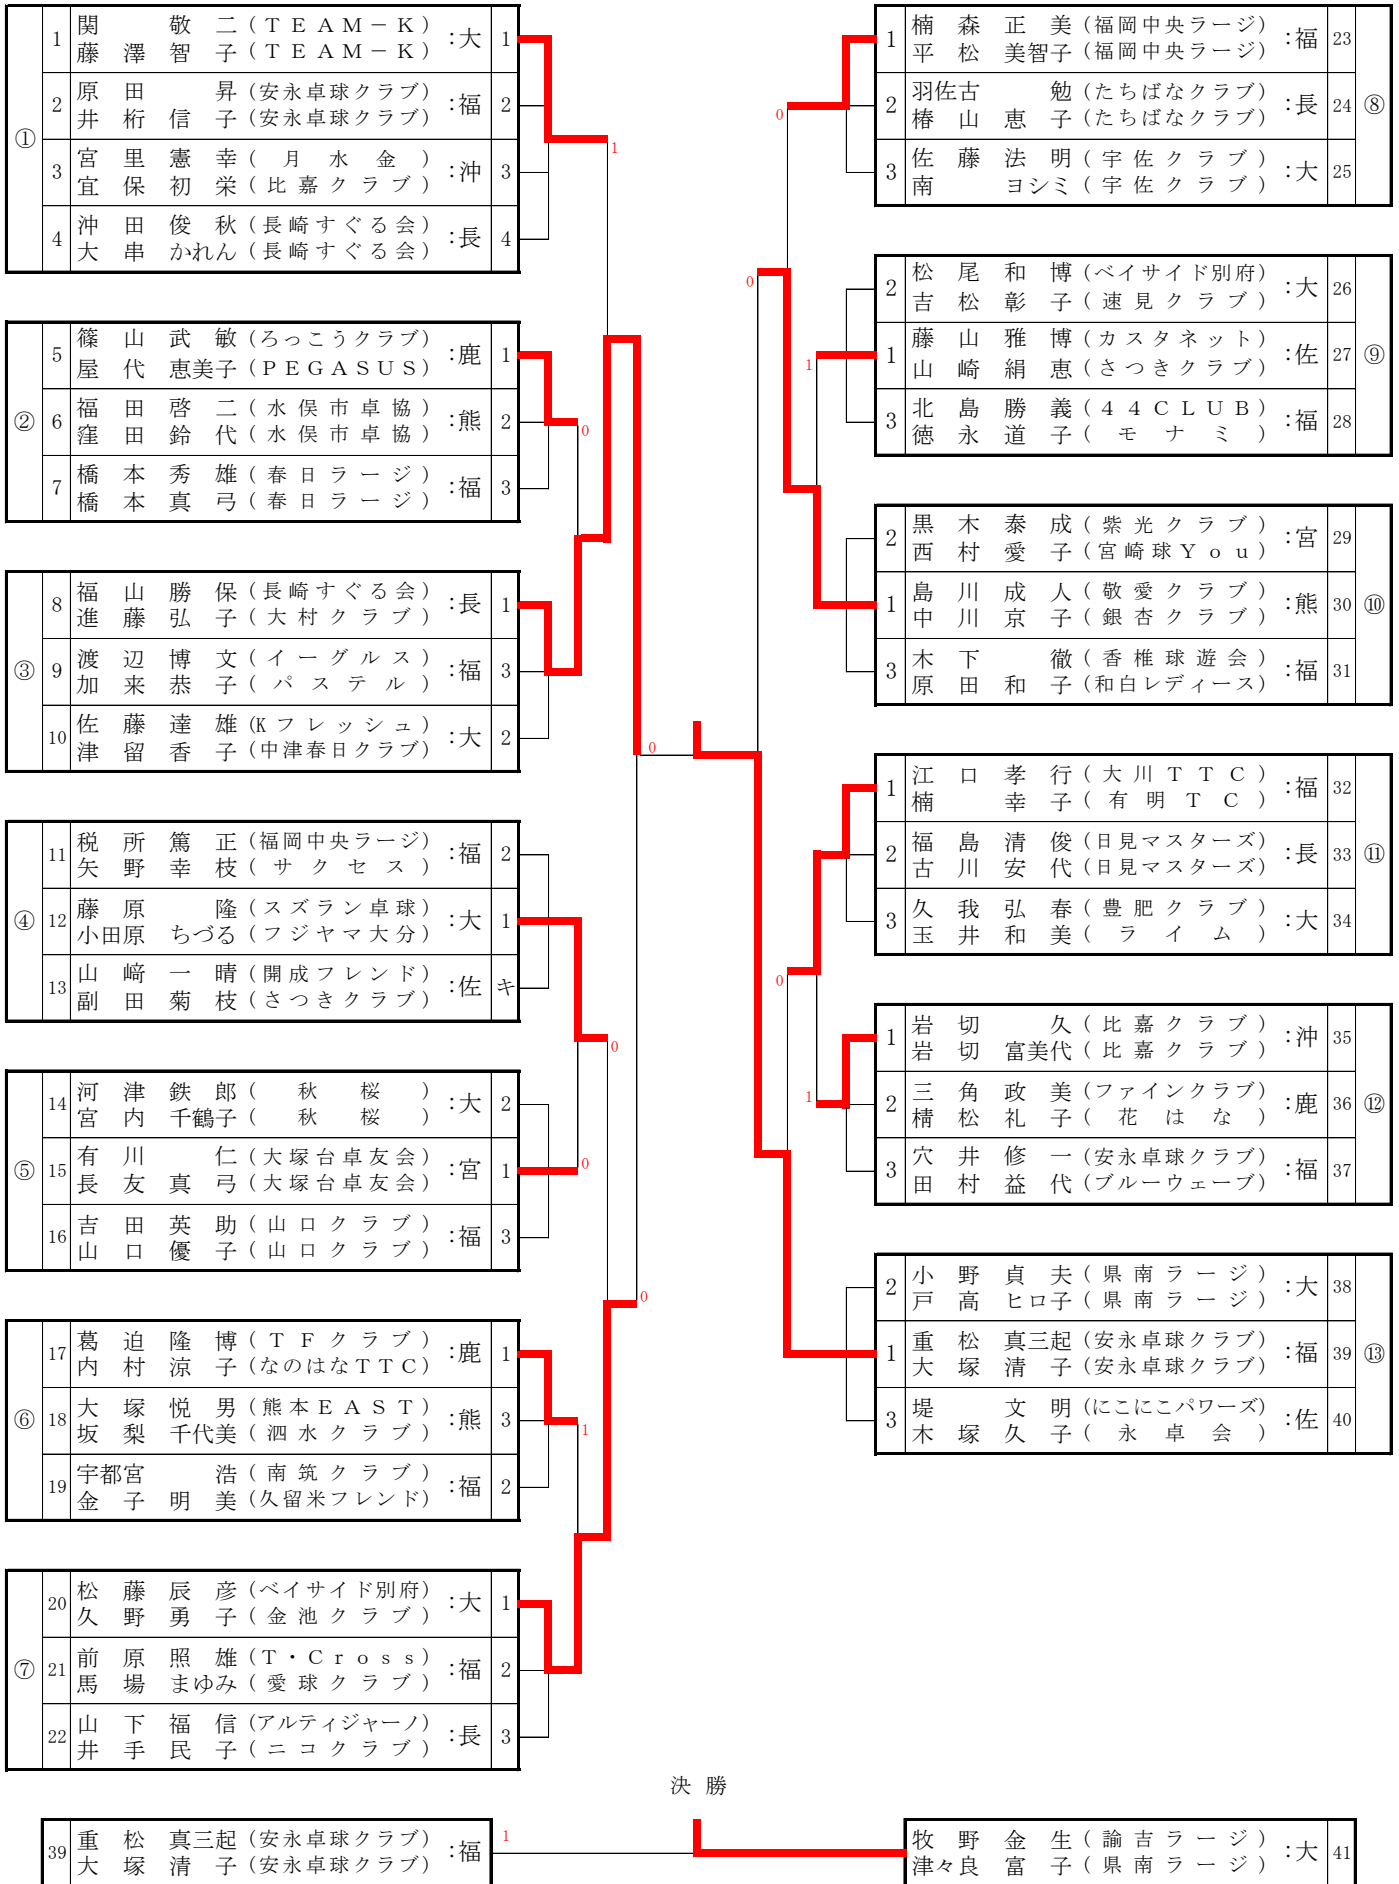 ①
1 関 敬 二 (TEAM－K) :大 1
藤 澤 智 子 (TEAM－K)
2 原 田 昇 (安永卓球クラブ) :福 2
井 桁 信 子 (安永卓球クラブ)
3 宮 里 憲 幸 (月 水 金) :沖 3
宜 保 初 栄 (比嘉クラブ)
4 沖 田 俊 秋 (長崎すぐる会) :長 4
大 串 かれん (長崎すぐる会)
1
②
5 篠 山 武 敏 (ろっこうクラブ) :鹿 1
屋 代 恵美子 (PEGASUS)
6 福 田 啓 二 (水俣市卓協) :熊 2
窪 田 鈴 代 (水俣市卓協)
7 橋 本 秀 雄 (春日ラージ) :福 3
橋 本 真 弓 (春日ラージ)
0
③
8 福 山 勝 保 (長崎すぐる会) :長 1
進 藤 弘 子 (大村クラブ)
9 渡 辺 博 文 (イーグルス) :福 3
加 来 恭 子 (パステル)
10 佐 藤 達 雄 (Kフレッシュ) :大 2
津 留 香 子 (中津春日クラブ)
0
④
11 税 所 篤 正 (福岡中央ラージ) :福 2
矢 野 幸 枝 (サクセス)
12 藤 原 隆 (スズラン卓球) :大 1
小田原 ちづる (フジヤマ大分)
13 山 﨑 一 晴 (開成フレンド) :佐 キ
副 田 菊 枝 (さつきクラブ)
0
⑤
14 河 津 鉄 郎 (秋 桜) :大 2
宮 内 千鶴子 (秋 桜)
15 有 川 仁 (大塚台卓友会) :宮 1
長 友 真 弓 (大塚台卓友会)
16 吉 田 英 助 (山口クラブ) :福 3
山 口 優 子 (山口クラブ)
0
0
⑥
17 葛 迫 隆 博 (TFクラブ) :鹿 1
内 村 涼 子 (なのはなTTC)
18 大 塚 悦 男 (熊本EAST) :熊 3
坂 梨 千代美 (泗水クラブ)
19 宇都宮 浩 (南筑クラブ) :福 2
金 子 明 美 (久留米フレンド)
1
⑦
20 松 藤 辰 彦 (ベイサイド別府) :大 1
久 野 勇 子 (金池クラブ)
21 前 原 照 雄 (T・Cross) :福 2
馬 場 まゆみ (愛球クラブ)
22 山 下 福 信 (アルティジャーノ) :長 3
井 手 民 子 (ニコクラブ)
1 楠 森 正 美 (福岡中央ラージ) :福 23
平 松 美智子 (福岡中央ラージ)
2 羽佐古 勉 (たちばなクラブ) :長 24
椿 山 恵 子 (たちばなクラブ)
3 佐 藤 法 明 (宇佐クラブ) :大 25
南 ヨシミ (宇佐クラブ)
⑧
0
0
2 松 尾 和 博 (ベイサイド別府) :大 26
吉 松 彰 子 (速見クラブ)
1 藤 山 雅 博 (カスタネット) :佐 27
山 崎 絹 恵 (さつきクラブ)
3 北 島 勝 義 (44CLUB) :福 28
徳 永 道 子 (モナミ)
⑨
1
2 黒 木 泰 成 (紫光クラブ) :宮 29
西 村 愛 子 (宮崎球You)
1 島 川 成 人 (敬愛クラブ) :熊 30
中 川 京 子 (銀杏クラブ)
3 木 下 徹 (香椎球遊会) :福 31
原 田 和 子 (和白レディース)
⑩
1 江 口 孝 行 (大川TTC) :福 32
楠 幸 子 (有明TC)
2 福 島 清 俊 (日見マスターズ) :長 33
古 川 安 代 (日見マスターズ)
3 久 我 弘 春 (豊肥クラブ) :大 34
玉 井 和 美 (ライム)
⑪
0
1 岩 切 久 (比嘉クラブ) :沖 35
岩 切 富美代 (比嘉クラブ)
2 三 角 政 美 (ファインクラブ) :鹿 36
楕 松 礼 子 (花はな)
3 穴 井 修 一 (安永卓球クラブ) :福 37
田 村 益 代 (ブルーウェーブ)
⑫
1
2 小 野 貞 夫 (県南ラージ) :大 38
戸 高 ヒロ子 (県南ラージ)
1 重 松 真三起 (安永卓球クラブ) :福 39
大 塚 清 子 (安永卓球クラブ)
3 堤 文 明 (にこにこパワーズ) :佐 40
木 塚 久 子 (永卓会)
⑬
決 勝
39 重 松 真三起 (安永卓球クラブ) :福 1
大 塚 清 子 (安永卓球クラブ)
牧 野 金 生 (諭吉ラージ) :大 41
津々良 富 子 (県南ラージ)